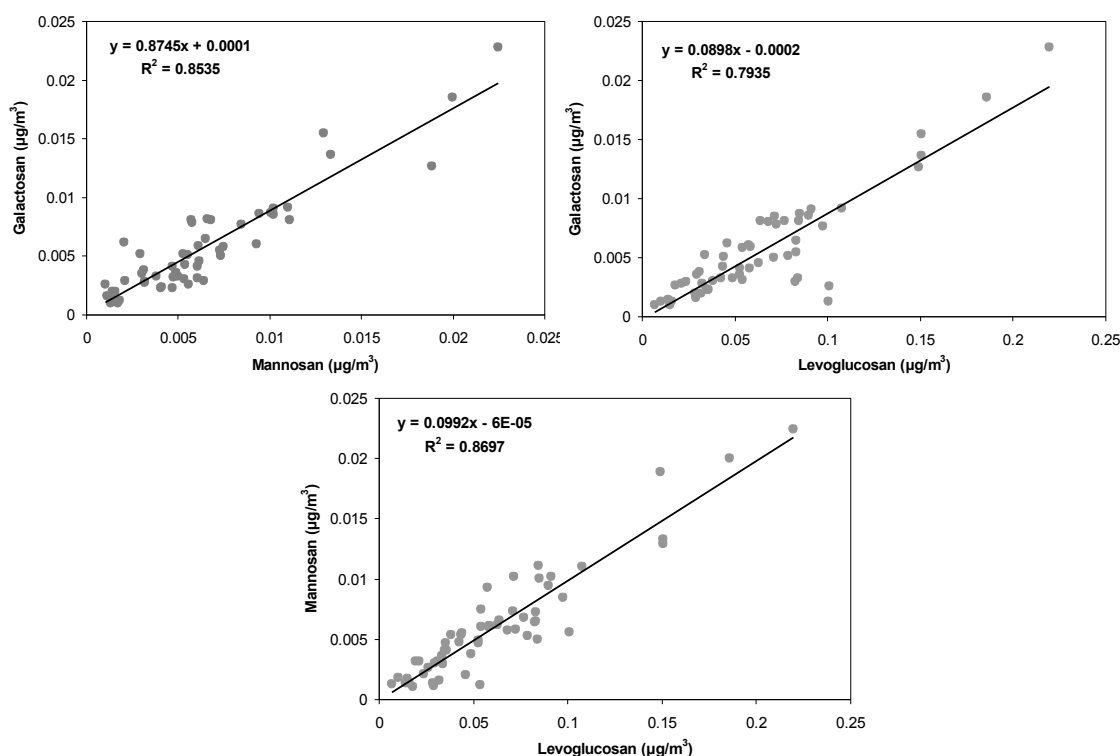 0.025
0.02
0.015
0.01
0.005
0
Galactosan (µg/m³)
y = 0.8745x + 0.0001
R² = 0.8535
0 0.005 0.01 0.015 0.02 0.025
Mannosan (µg/m³)
0.025
0.02
0.015
0.01
0.005
0
Galactosan (µg/m³)
y = 0.0898x - 0.0002
R² = 0.7935
0 0.05 0.1 0.15 0.2 0.25
Levoglucosan (µg/m³)
0.025
0.02
0.015
0.01
0.005
0
Mannosan (µg/m³)
y = 0.0992x - 6E-05
R² = 0.8697
0 0.05 0.1 0.15 0.2 0.25
Levoglucosan (µg/m³)